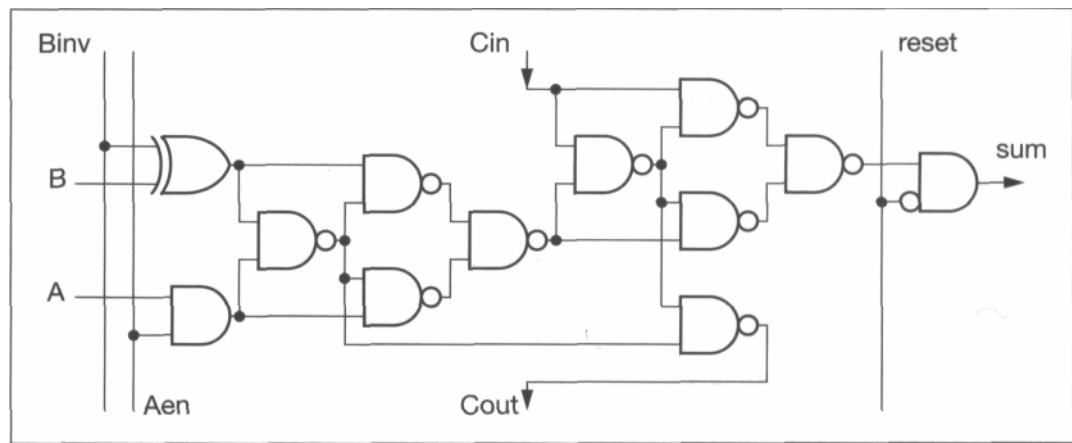 Binv
Cin
reset
B
sum
A
Aen
Cout